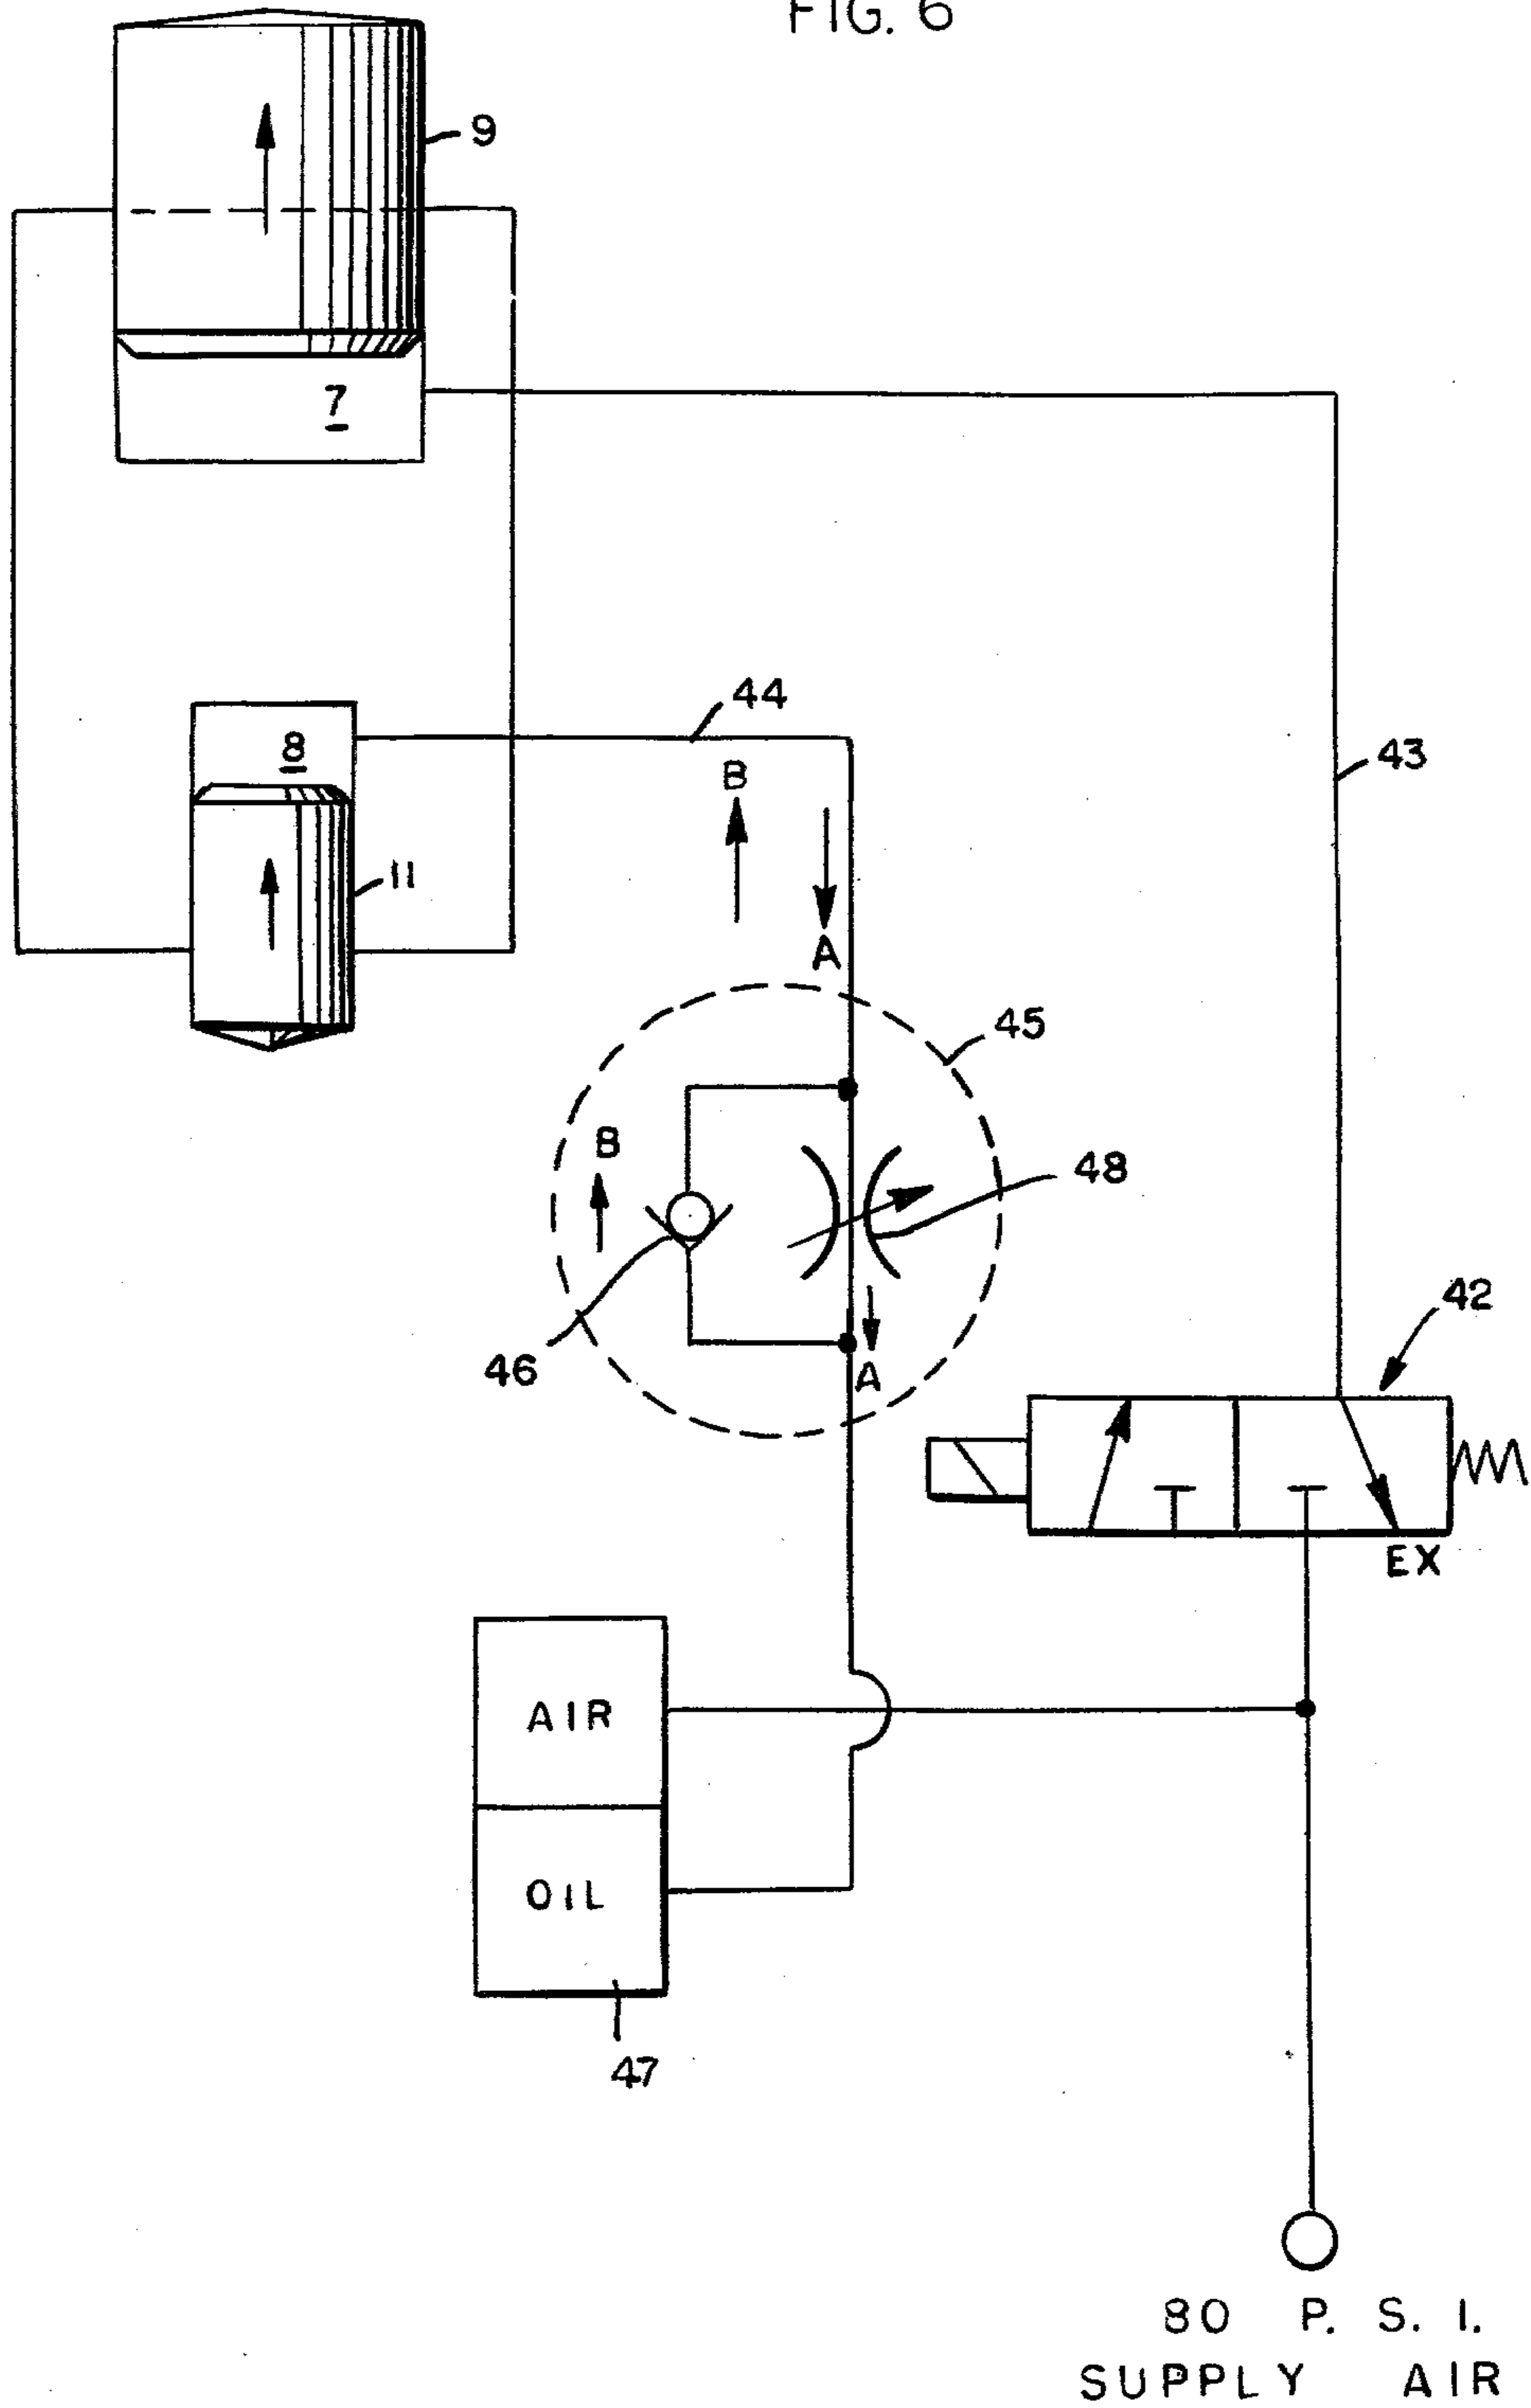 FIG. 6
9
7
44
8
43
B
11
A
45
B
48
42
46
A
EX
AIR
OIL
47
80 P. S. I.
SUPPLY AIR